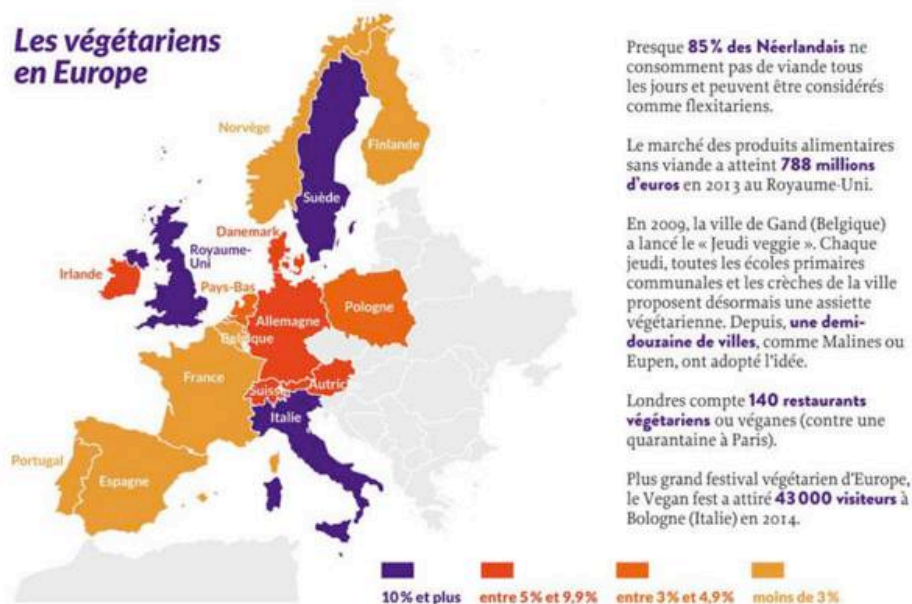 Les végétariens
en Europe
Norvège
Finlande
Suède
Danemark
Royaume-
Uni
Irlande
Pays-Bas
Pologne
Allemagne
Belgique
France
Suisse
Autric
Italie
Portugal
Espagne
Presque 85 % des Néerlandais ne
consomment pas de viande tous
les jours et peuvent être considérés
comme flexitariens.
Le marché des produits alimentaires
sans viande a atteint 788 millions
d'euros en 2013 au Royaume-Uni.
En 2009, la ville de Gand (Belgique)
a lancé le « Jeudi veggie ». Chaque
jeudi, toutes les écoles primaires
communales et les crèches de la ville
proposent désormais une assiette
végétarienne. Depuis, une demi-
douzaine de villes, comme Malines ou
Eupen, ont adopté l'idée.
Londres compte 140 restaurants
végétariens ou véganes (contre une
quarantaine à Paris).
Plus grand festival végétarien d'Europe,
le Vegan fest a attiré 43 000 visiteurs à
Bologne (Italie) en 2014.
10 % et plus
entre 5 % et 9,9 %
entre 3 % et 4,9 %
moins de 3 %